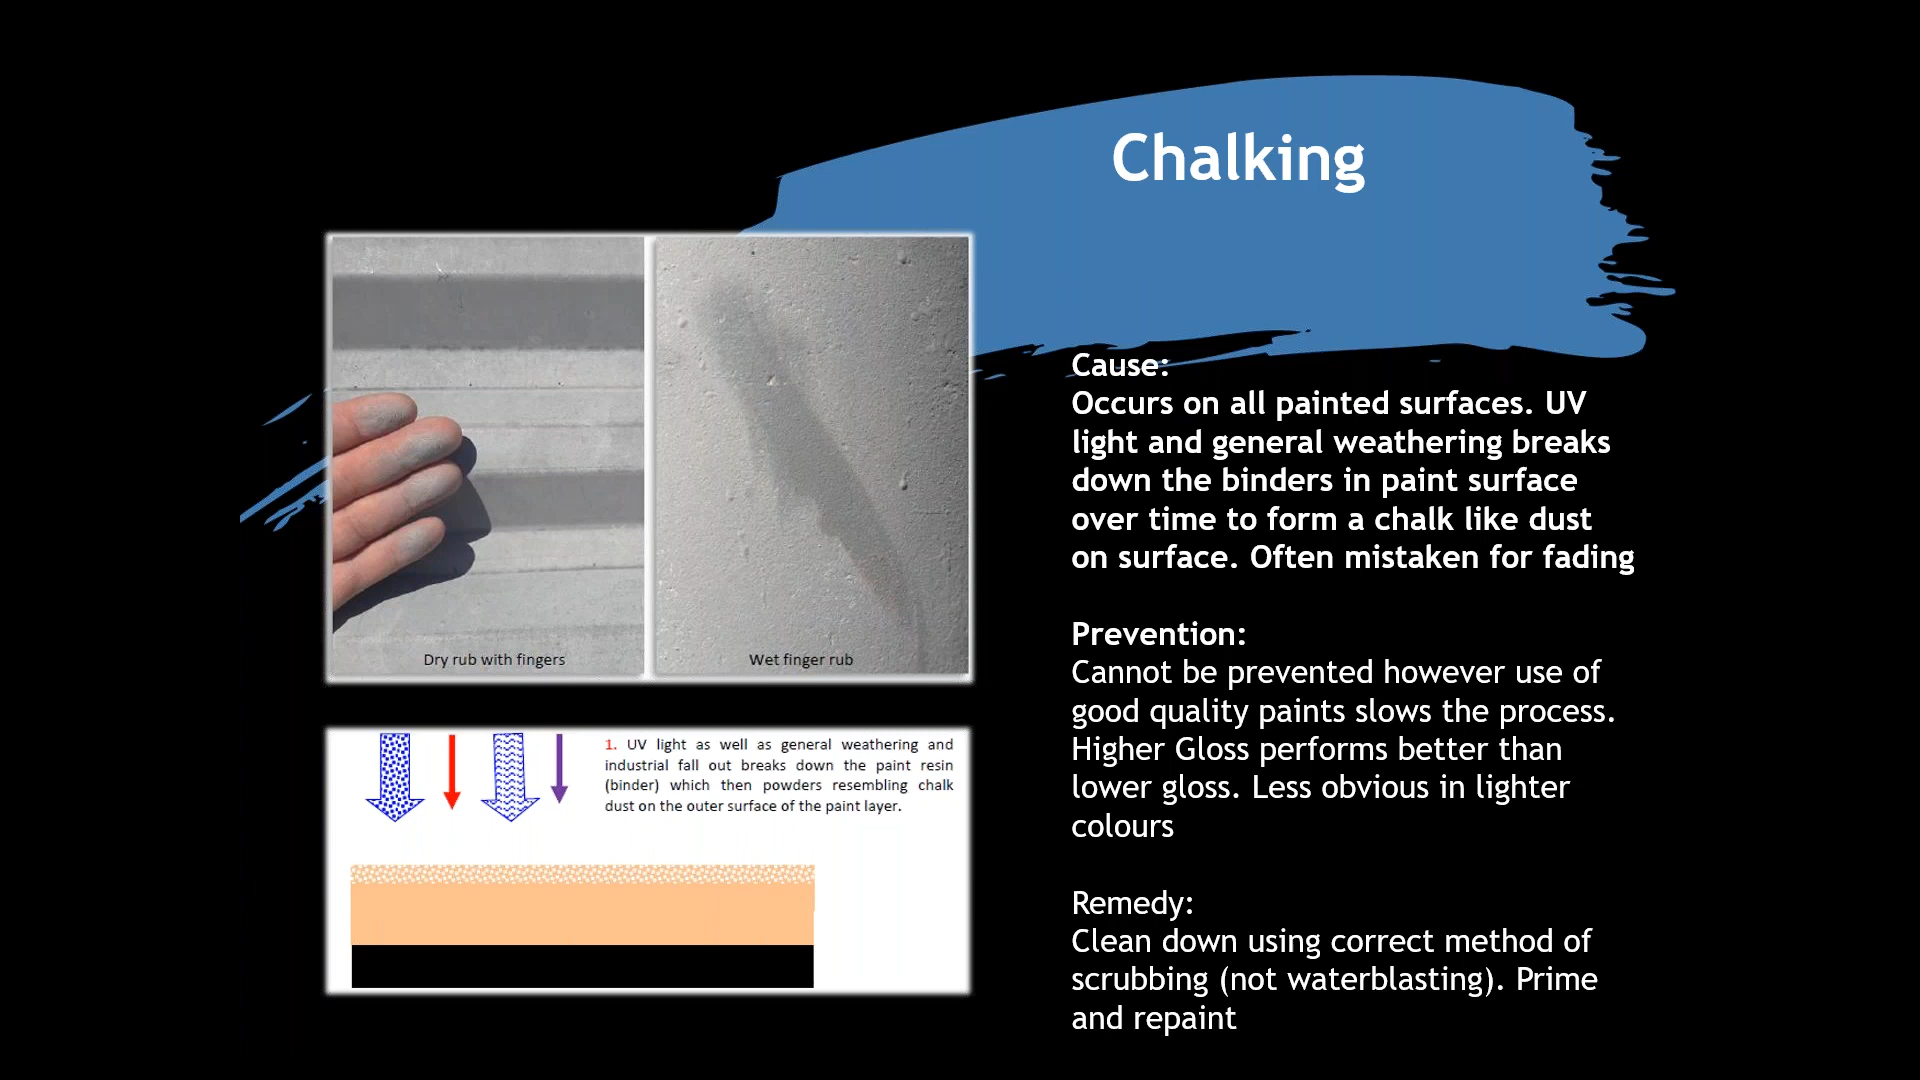 Chalking
Dry rub with fingers
Wet finger rub
1. UV light as well as general weathering and
industrial fall out breaks down the paint resin
(binder) which then powders resembling chalk
dust on the outer surface of the paint layer.
Cause:
Occurs on all painted surfaces. UV
light and general weathering breaks
down the binders in paint surface
over time to form a chalk like dust
on surface. Often mistaken for fading
Prevention:
Cannot be prevented however use of
good quality paints slows the process.
Higher Gloss performs better than
lower gloss. Less obvious in lighter
colours
Remedy:
Clean down using correct method of
scrubbing (not waterblasting). Prime
and repaint